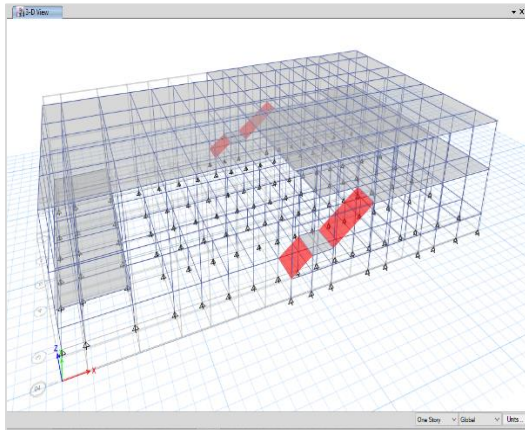 3-D View
X
Z
X
One Story
Global
Units...